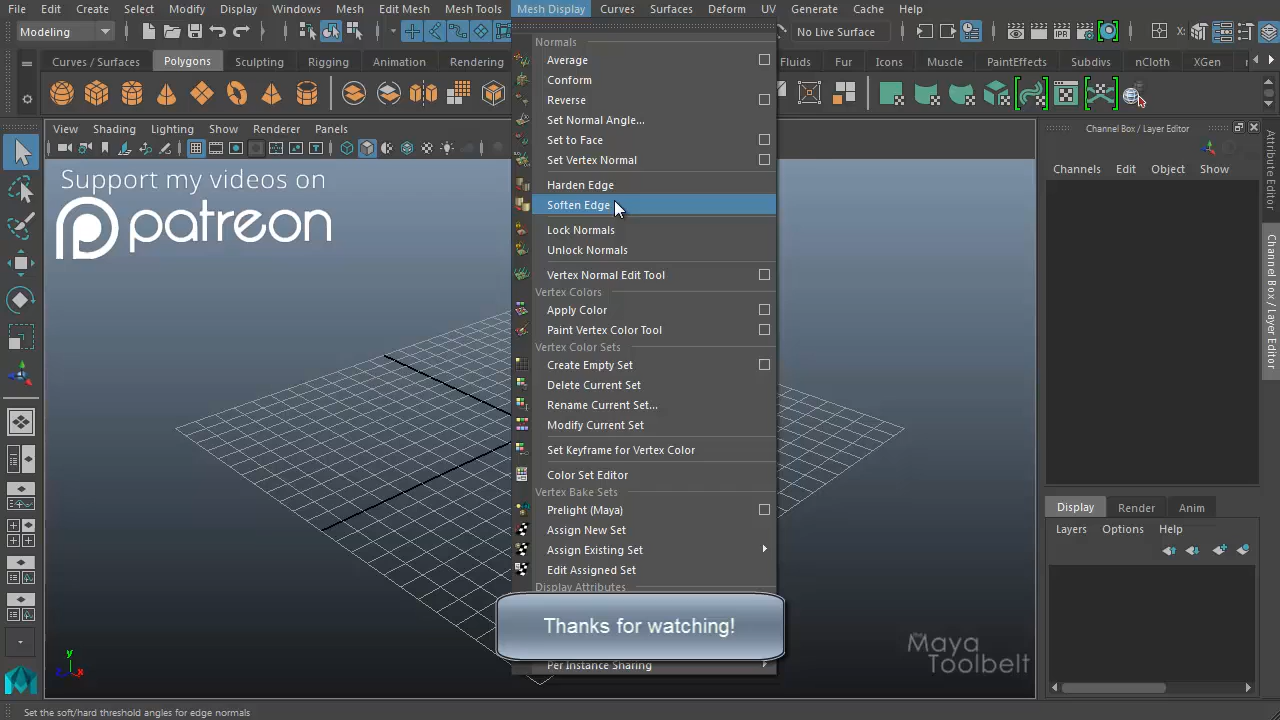 File Edit Create Select Modify Display Windows Mesh Edit Mesh Mesh Tools Mesh Display Curves Surfaces Deform UV Generate Cache Help
Modeling No Live Surface X:
Curves / Surfaces Polygons Sculpting Rigging Animation Rendering Fluids Fur Icons Muscle PaintEffects Subdivs nCloth XGen
View Shading Lighting Show Renderer Panels
Support my videos on
patreon
Normals
Average
Conform
Reverse
Set Normal Angle...
Set to Face
Set Vertex Normal
Harden Edge
Soften Edge
Lock Normals
Unlock Normals
Vertex Normal Edit Tool
Vertex Colors
Apply Color
Paint Vertex Color Tool
Vertex Color Sets
Create Empty Set
Delete Current Set
Rename Current Set...
Modify Current Set
Set Keyframe for Vertex Color
Color Set Editor
Vertex Bake Sets
Prelight (Maya)
Assign New Set
Assign Existing Set
Edit Assigned Set
Display Attributes
Thanks for watching!
Per Instance Sharing
y
z x
the
Maya
Toolbelt
Channel Box / Layer Editor
Channels Edit Object Show
Display Render Anim
Layers Options Help
Attribute Editor
Channel Box / Layer Editor
Set the soft/hard threshold angles for edge normals